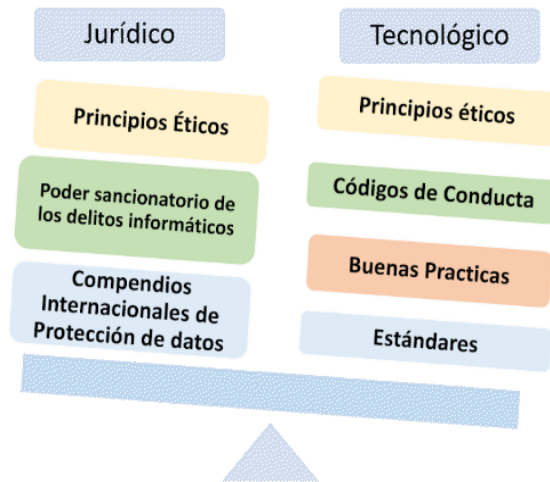 Jurídico
Tecnológico
Principios Éticos
Poder sancionatorio de
los delitos informáticos
Compendios
Internacionales de
Protección de datos
Principios éticos
Códigos de Conducta
Buenas Practicas
Estándares